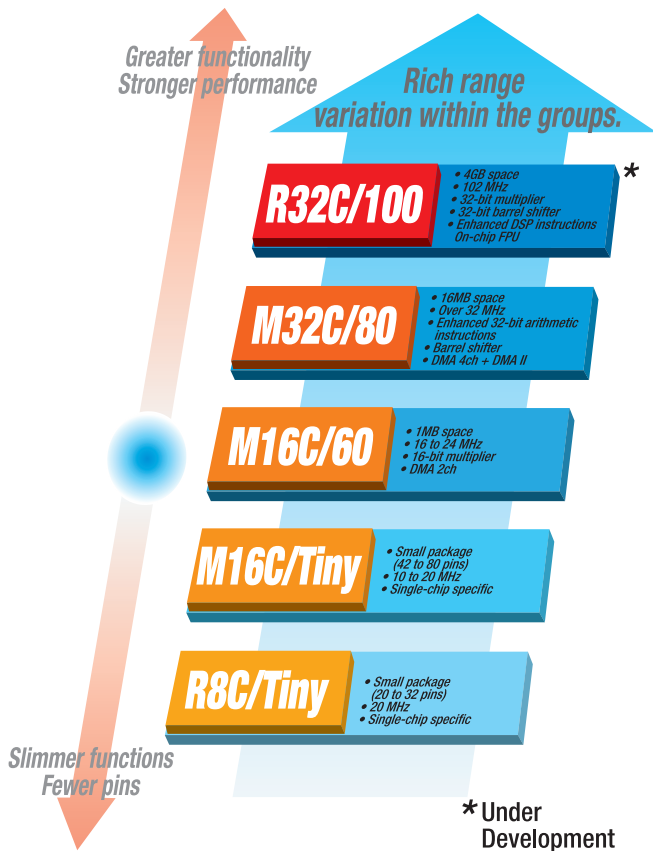 Greater functionality
Stronger performance
Rich range
variation within the groups.
R32C/100
• 4GB space
• 102 MHz
• 32-bit multiplier
• 32-bit barrel shifter
• Enhanced DSP instructions
On-chip FPU
*
M32C/80
• 16MB space
• Over 32 MHz
• Enhanced 32-bit arithmetic
instructions
• Barrel shifter
• DMA 4ch + DMA II
M16C/60
• 1MB space
• 16 to 24 MHz
• 16-bit multiplier
• DMA 2ch
M16C/Tiny
• Small package
(42 to 80 pins)
• 10 to 20 MHz
• Single-chip specific
R8C/Tiny
• Small package
(20 to 32 pins)
• 20 MHz
• Single-chip specific
Slimmer functions
Fewer pins
* Under
Development